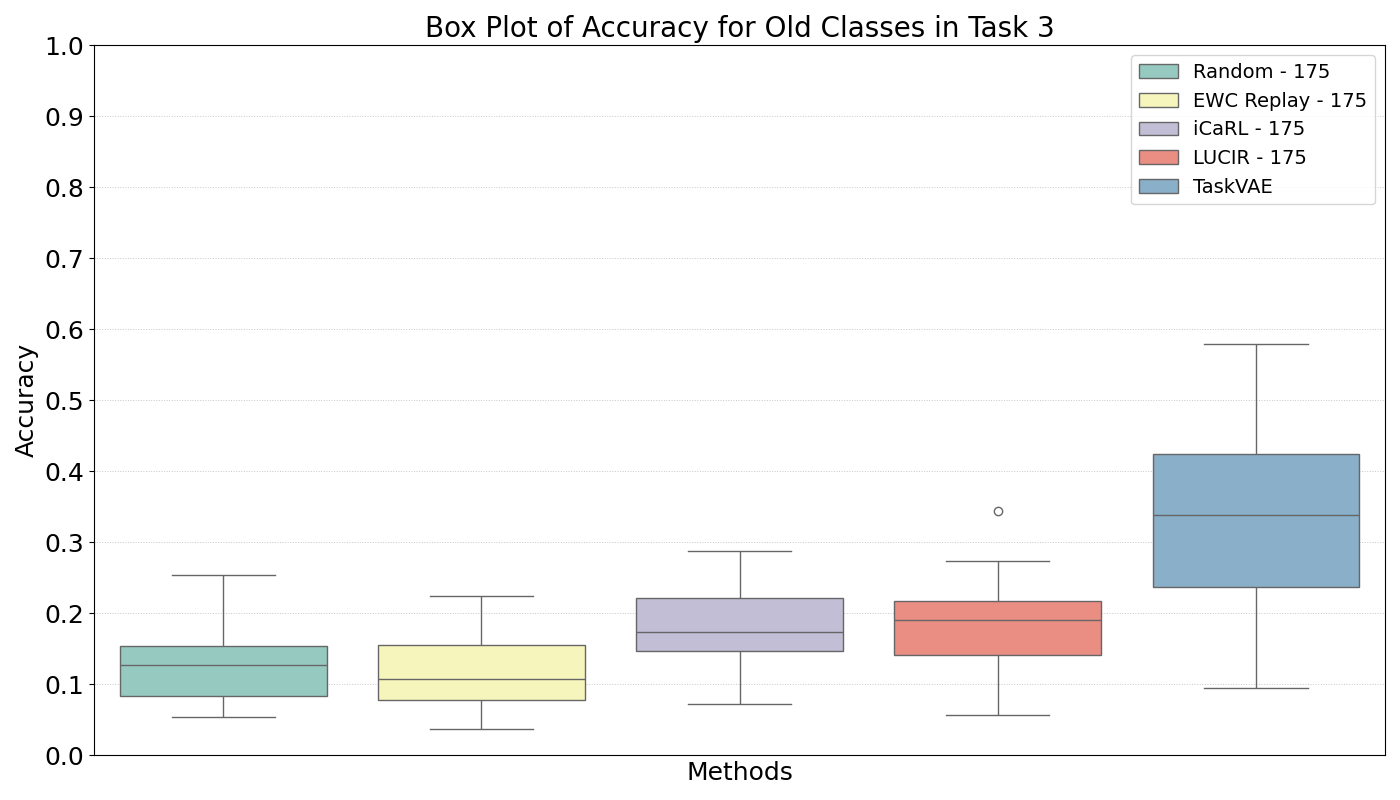 Box Plot of Accuracy for Old Classes in Task 3
1.0
0.9
0.8
0.7
0.6
0.5
0.4
0.3
0.2
0.1
0.0
Accuracy
Methods
Random - 175
EWC Replay - 175
iCaRL - 175
LUCIR - 175
TaskVAE